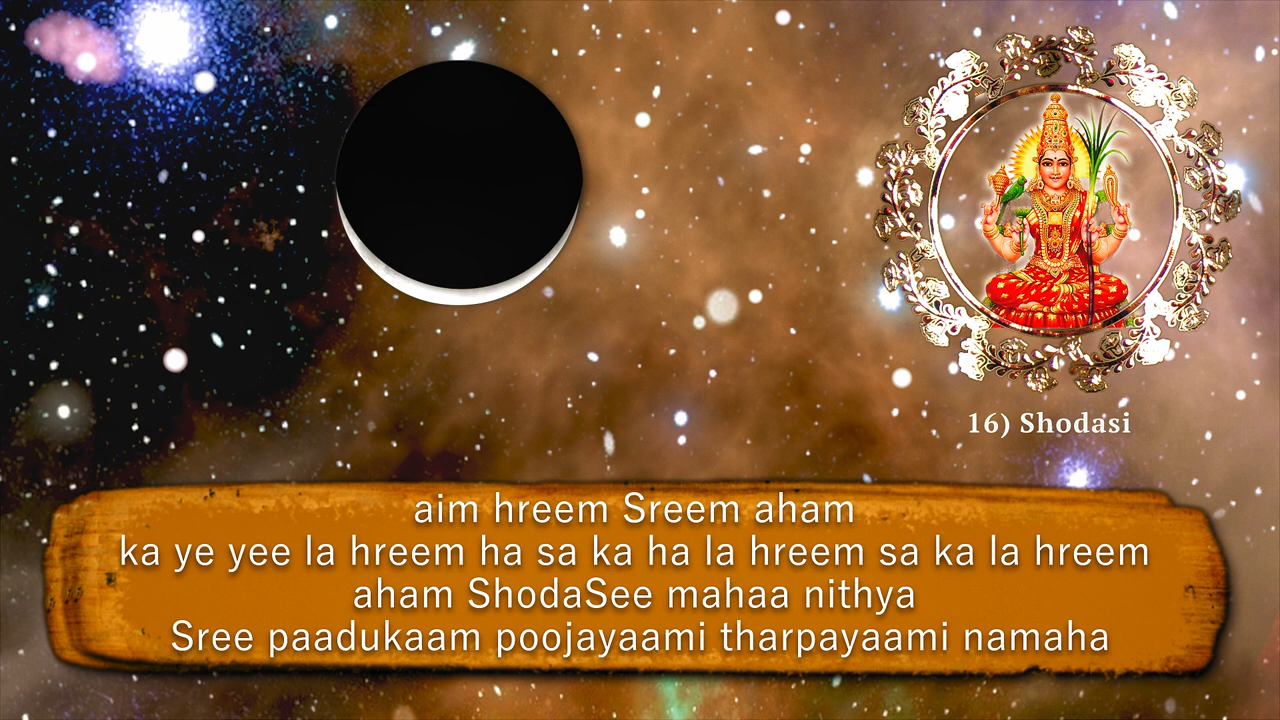 16) Shodasi
aim hreem Sreem aham
ka ye yee la hreem ha sa ka ha la hreem sa ka la hreem
aham ShodaSee mahaa nithya
Sree paadukaam poojayaami tharpayaami namaha